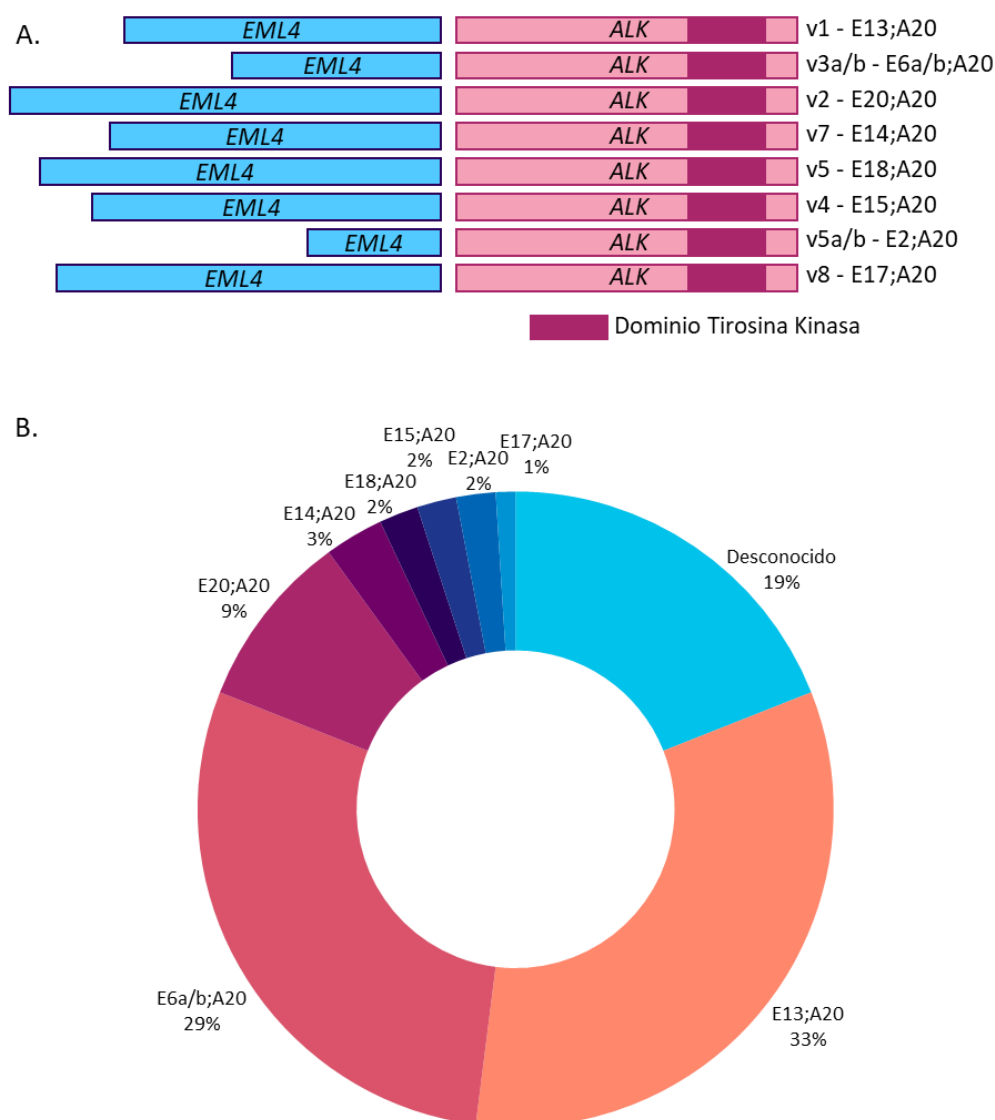 A.
EML4 ALK v1 - E13;A20
EML4 ALK v3a/b - E6a/b;A20
EML4 ALK v2 - E20;A20
EML4 ALK v7 - E14;A20
EML4 ALK v5 - E18;A20
EML4 ALK v4 - E15;A20
EML4 ALK v5a/b - E2;A20
EML4 ALK v8 - E17;A20
Dominio Tirosina Kinasa
B.
E15;A20
2%
E2;A20
2%
E17;A20
1%
E18;A20
2%
E14;A20
3%
E20;A20
9%
Desconocido
19%
E6a/b;A20
29%
E13;A20
33%